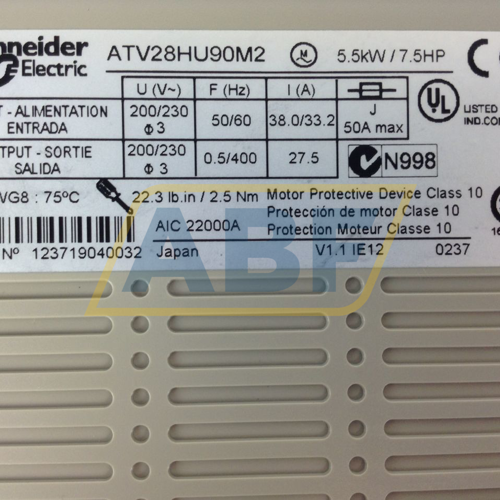 hneider ATV28HU90M2 M 5.5kW / 7.5HP CE
Electric
U (V~) F (Hz) I (A)
T - ALIMENTATION ENTRADA 200/230 Φ 3 50/60 38.0/33.2 J 50A max UL LISTED IND.CON
TPUT - SORTIE SALIDA 200/230 Φ 3 0.5/400 27.5 N998
WG8 : 75ºC 22.3 lb.in / 2.5 Nm Motor Protective Device Class 10
Protección de motor Clase 10
AIC 22000A Protection Moteur Classe 10
Nº 123719040032 Japan V1.1 IE12 0237
ABF